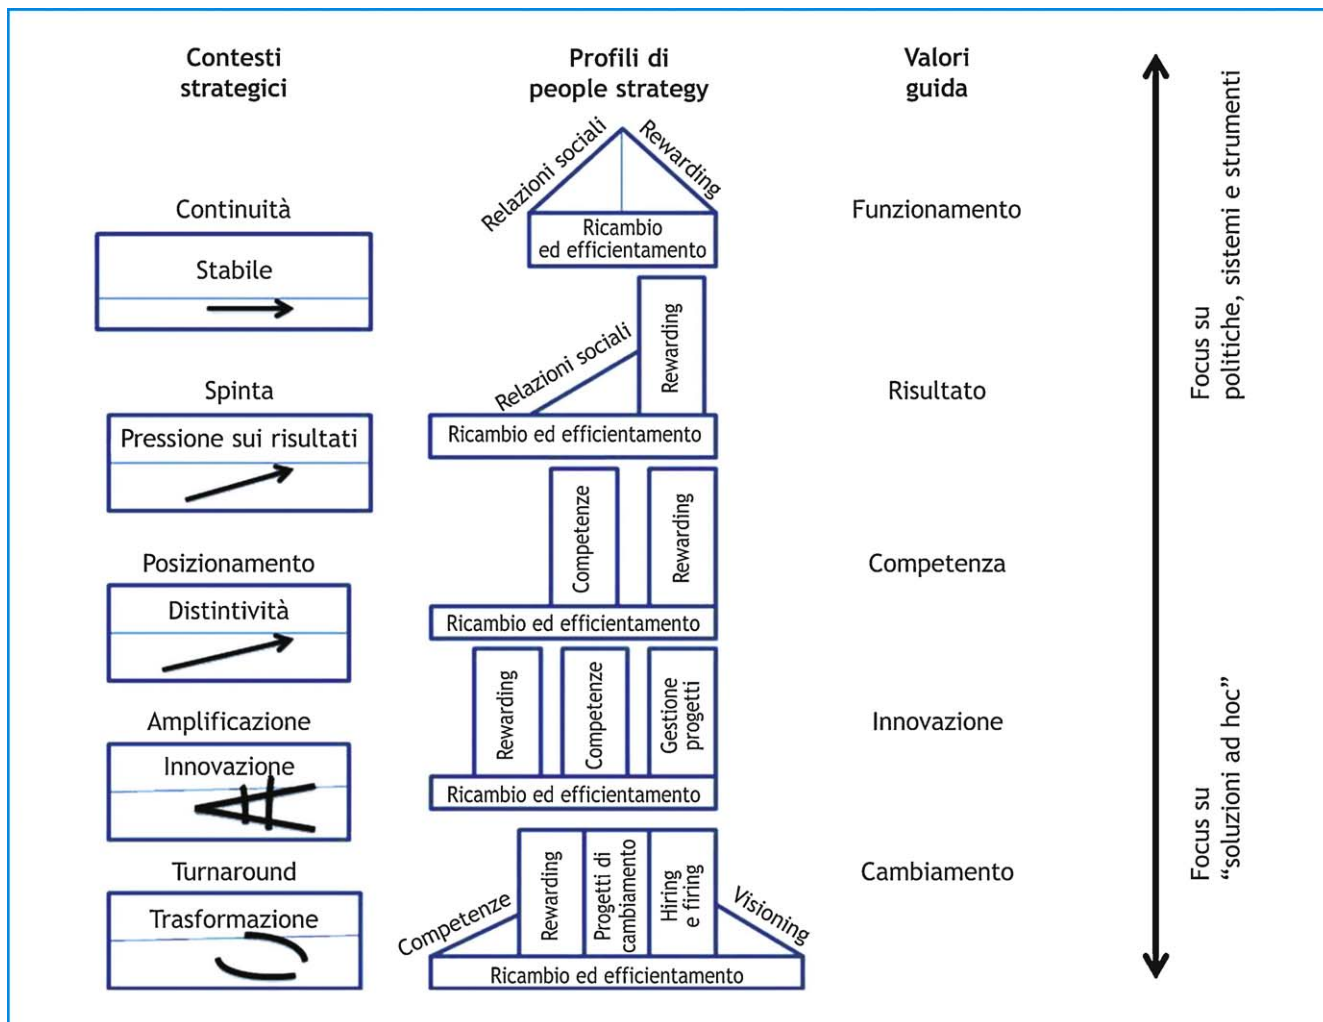 Contesti
strategici
Profili di
people strategy
Valori
guida
Continuità
Stabile
Relazioni sociali
Rewarding
Ricambio
ed efficientamento
Funzionamento
Spinta
Pressione sui risultati
Relazioni sociali
Rewarding
Ricambio ed efficientamento
Risultato
Posizionamento
Distintività
Competenze
Rewarding
Ricambio ed efficientamento
Competenza
Amplificazione
Innovazione
Rewarding
Competenze
Gestione
progetti
Ricambio ed efficientamento
Innovazione
Turnaround
Trasformazione
Competenze
Rewarding
Progetti di
cambiamento
Hiring
e firing
Visioning
Ricambio ed efficientamento
Cambiamento
Focus su
politiche, sistemi e strumenti
Focus su
“soluzioni ad hoc”